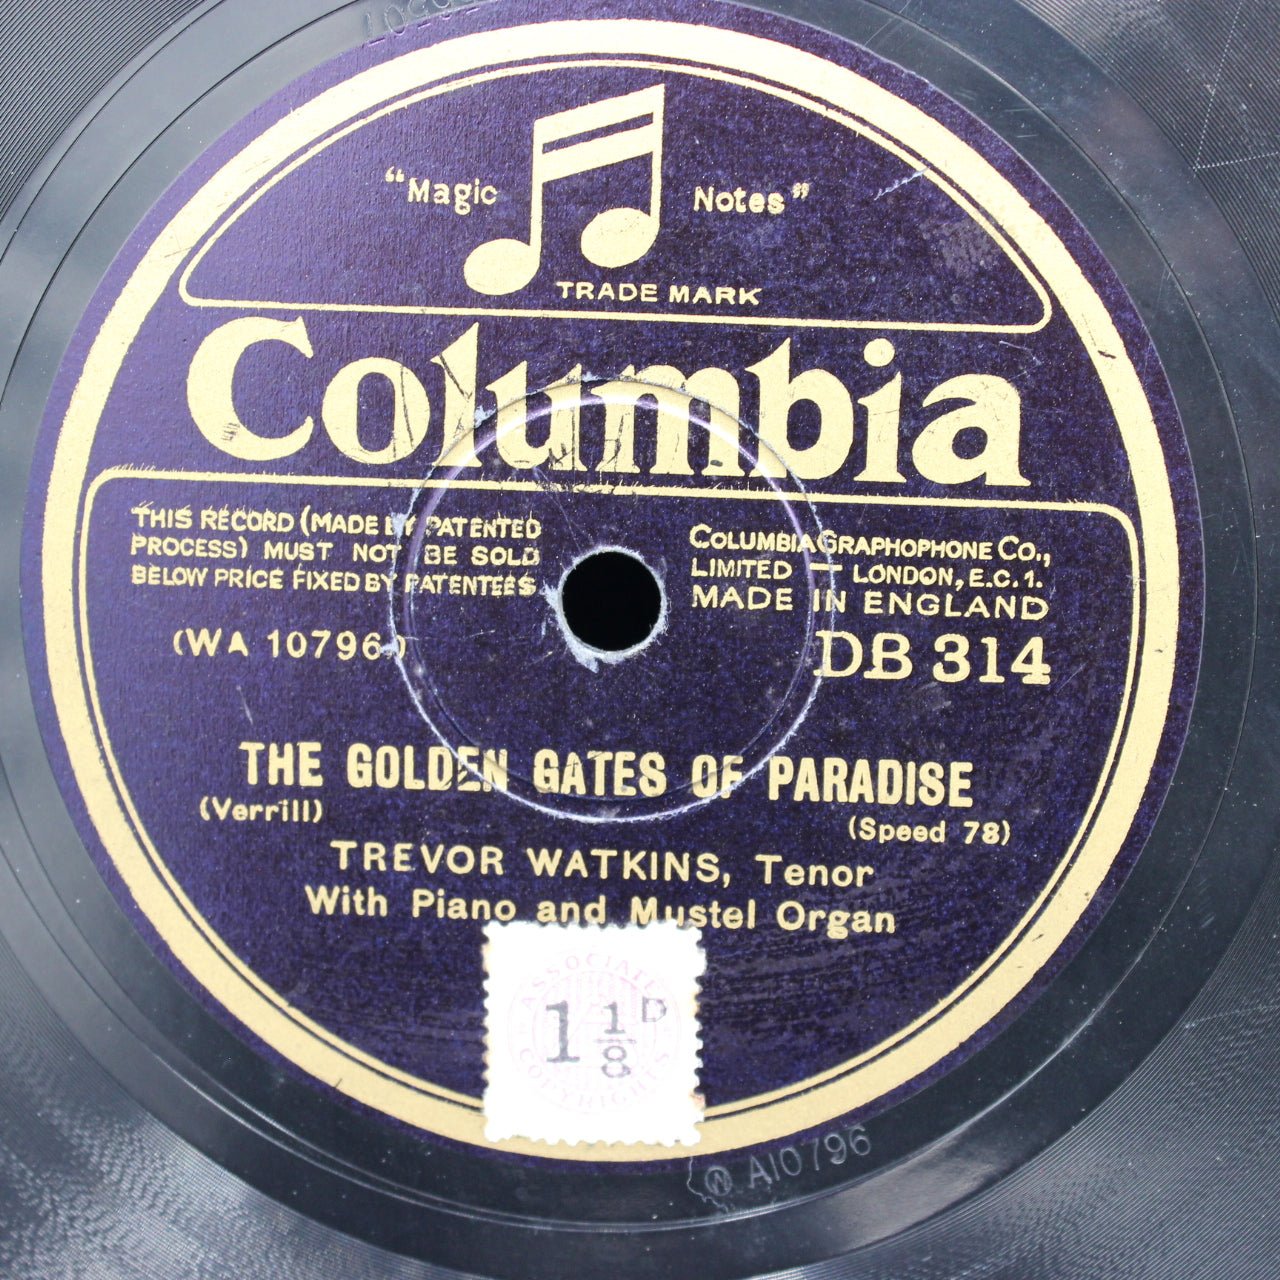 "Magic Notes"
TRADE MARK
Columbia
THIS RECORD (MADE BY PATENTED
PROCESS) MUST NOT BE SOLD
BELOW PRICE FIXED BY PATENTEES.
(WA 10796)
COLUMBIA GRAPHOPHONE CO.,
LIMITED — LONDON, E.C.1.
MADE IN ENGLAND
DB 314
THE GOLDEN GATES OF PARADISE
(Verrill)
(Speed 78)
TREVOR WATKINS, Tenor
With Piano and Mustel Organ
ASSOCIATED
1 1/8 D
COPYRIGHTS
W A10796